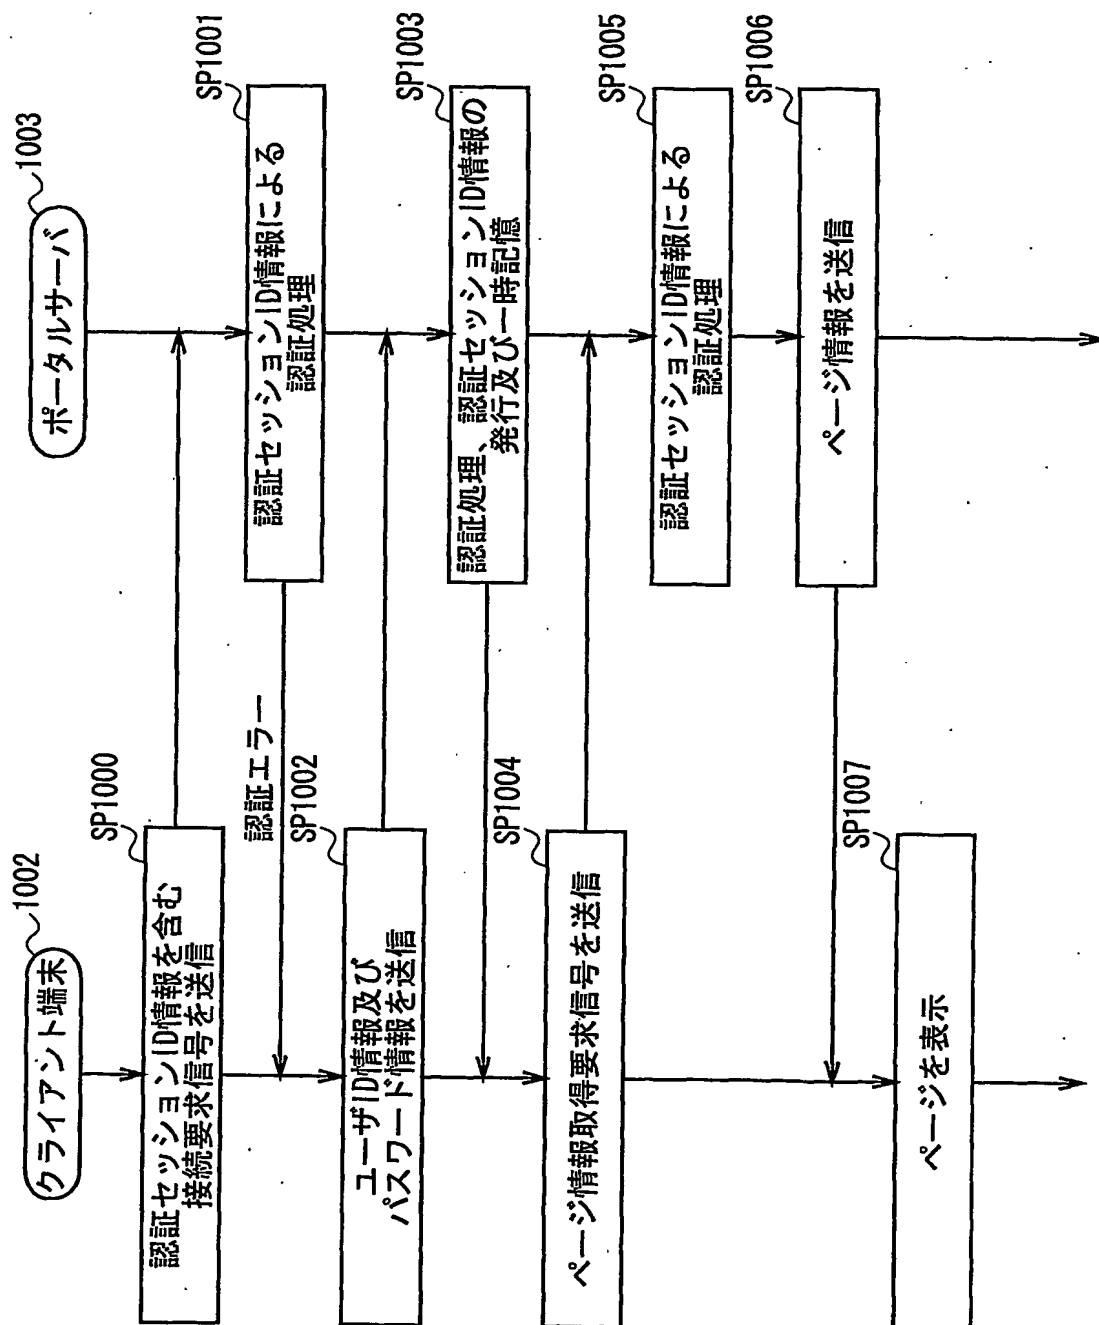 クライアント端末
1002
ポータルサーバ
1003
SP1000
認証セッションID情報を含む
接続要求信号を送信
SP1001
認証セッションID情報による
認証処理
認証エラー
SP1002
ユーザID情報及び
パスワード情報を送信
SP1003
認証処理、認証セッションID情報の
発行及び一時記憶
SP1004
ページ情報取得要求信号を送信
SP1005
認証セッションID情報による
認証処理
SP1006
ページ情報を送信
SP1007
ページを表示